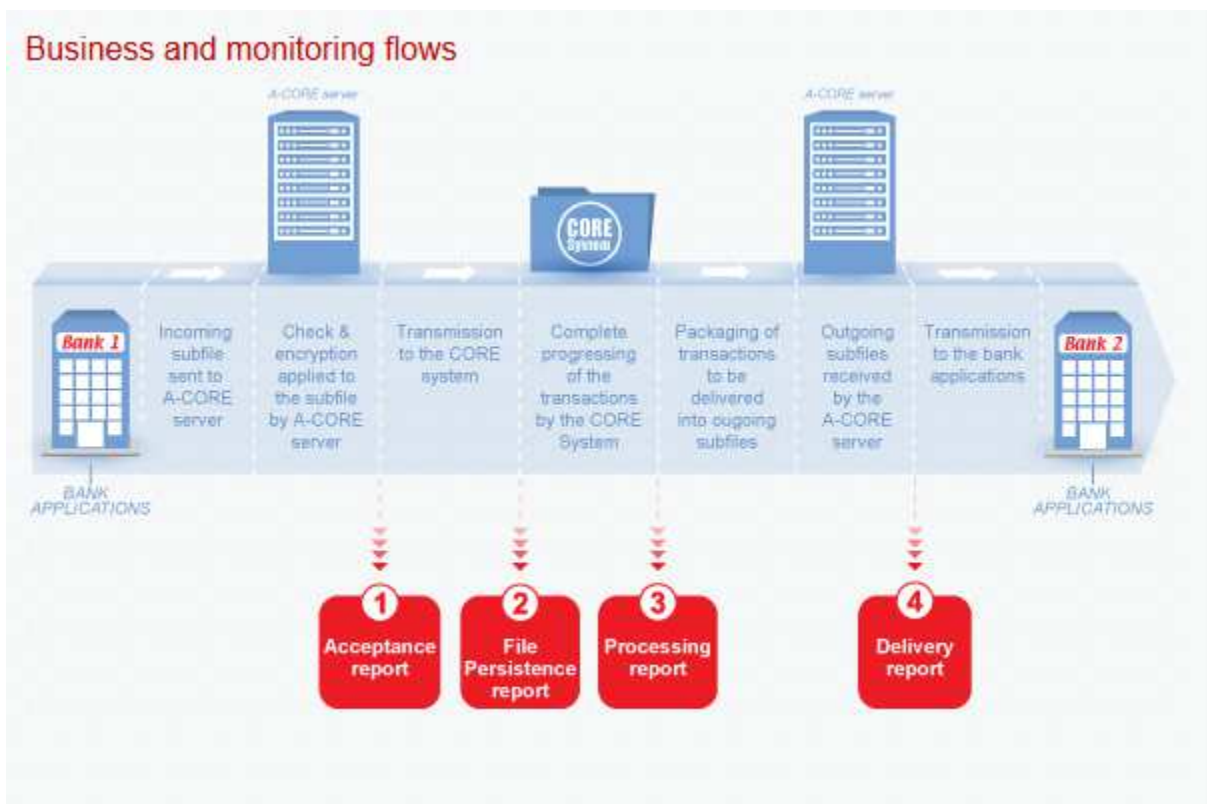 Business and monitoring flows
A-CORE server
A-CORE server
CORE
System
Bank 1
Incoming
subfile
sent to
A-CORE
server
Check &
encryption
applied to
the subfile
by A-CORE
server
Transmission
to the CORE
system
Complete
progressing
of the
transactions
by the CORE
System
Packaging of
transactions
to be
delivered
into ougoing
subfiles
Outgoing
subfiles
received
by the
A-CORE
server
Transmission
to the bank
applications
Bank 2
BANK
APPLICATIONS
BANK
APPLICATIONS
1
Acceptance
report
2
File
Persistence
report
3
Processing
report
4
Delivery
report